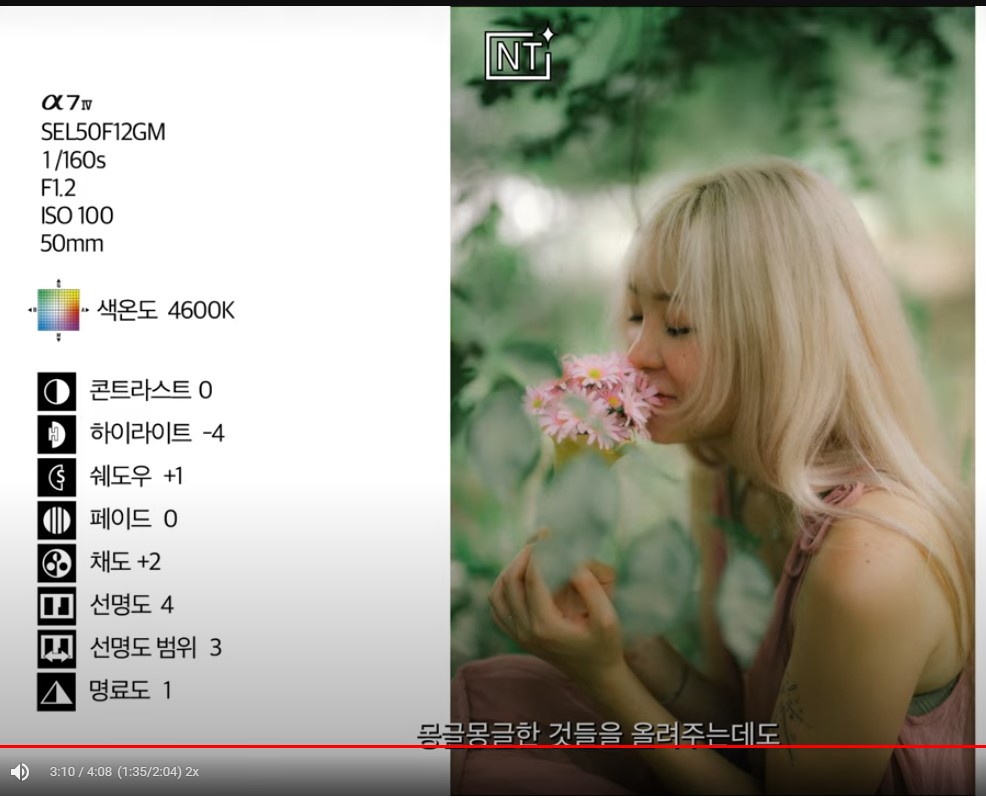 α7IV
SEL50F12GM
1/160s
F1.2
ISO 100
50mm
색온도 4600K
콘트라스트 0
하이라이트 -4
쉐도우 +1
페이드 0
채도 +2
선명도 4
선명도 범위 3
명료도 1
NT
몽글몽글한 것들을 올려주는데도
3:10 / 4:08 (1:35/2:04) 2x